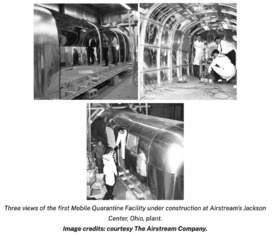 Three views of the first Mobile Quarantine Facility under construction at Airstream's Jackson
Center, Ohio, plant.
Image credits: courtesy The Airstream Company.